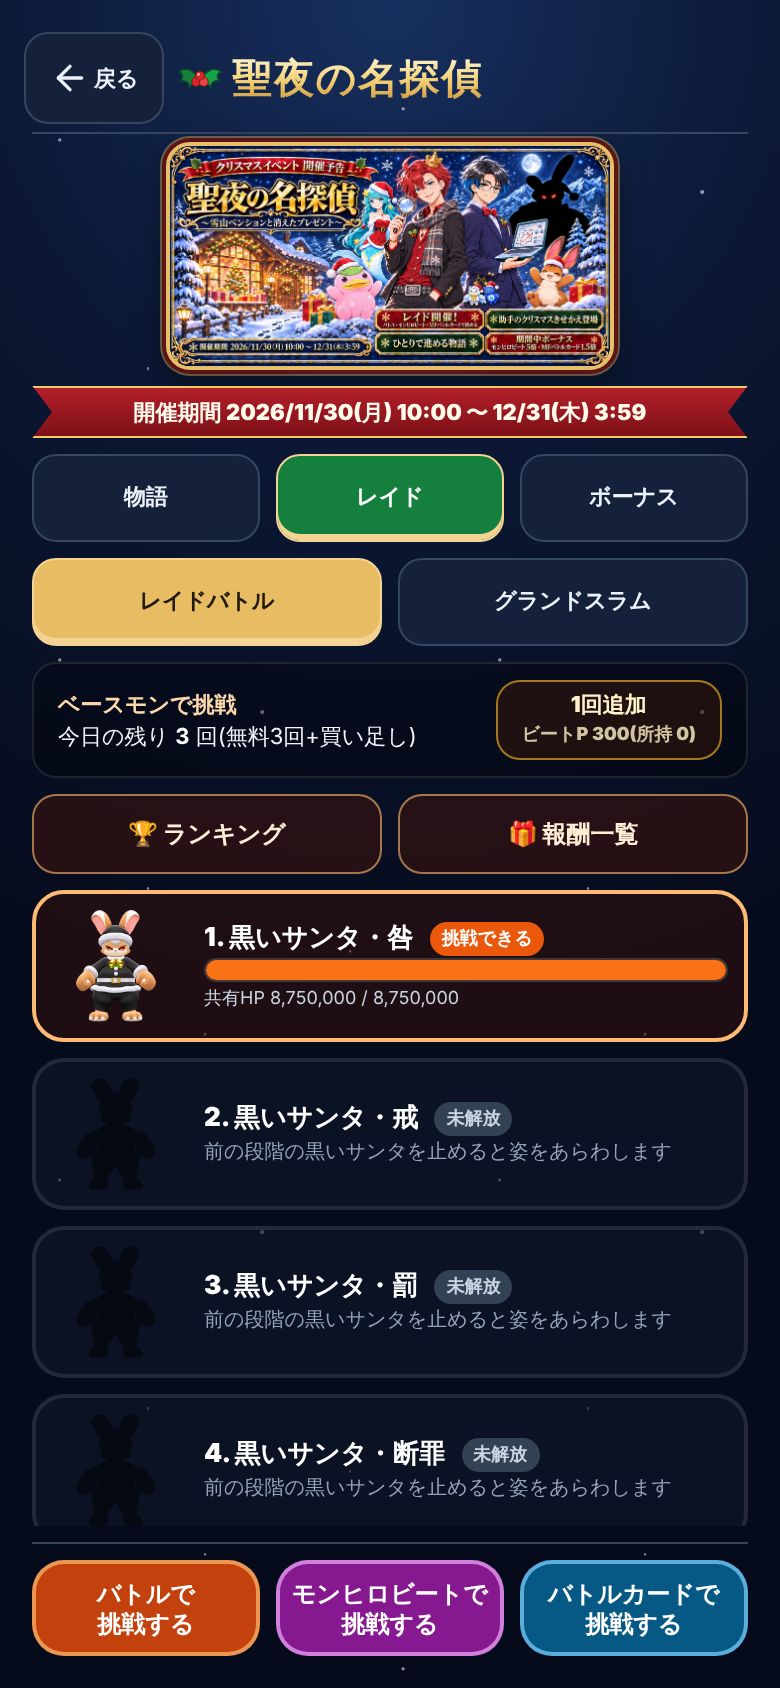 戻る
聖夜の名探偵
クリスマスイベント 開催予告
聖夜の名探偵
～雪山ペンションと消えたプレゼント～
レイド開催！
助手のクリスマスきせかえ登場
ひとりで進める物語
期間中ボーナス
開催期間 2026/11/30(月) 10:00 ～ 12/31(木) 3:59
開催期間 2026/11/30(月) 10:00 ～ 12/31(木) 3:59
物語
レイド
ボーナス
レイドバトル
グランドスラム
ベースモンで挑戦
今日の残り 3 回(無料3回+買い足し)
1回追加
ビートP 300(所持 0)
ランキング
報酬一覧
1. 黒いサンタ・咎 挑戦できる
共有HP 8,750,000 / 8,750,000
2. 黒いサンタ・戒 未解放
前の段階の黒いサンタを止めると姿をあらわします
3. 黒いサンタ・罰 未解放
前の段階の黒いサンタを止めると姿をあらわします
4. 黒いサンタ・断罪 未解放
前の段階の黒いサンタを止めると姿をあらわします
バトルで
挑戦する
モンヒロビートで
挑戦する
バトルカードで
挑戦する